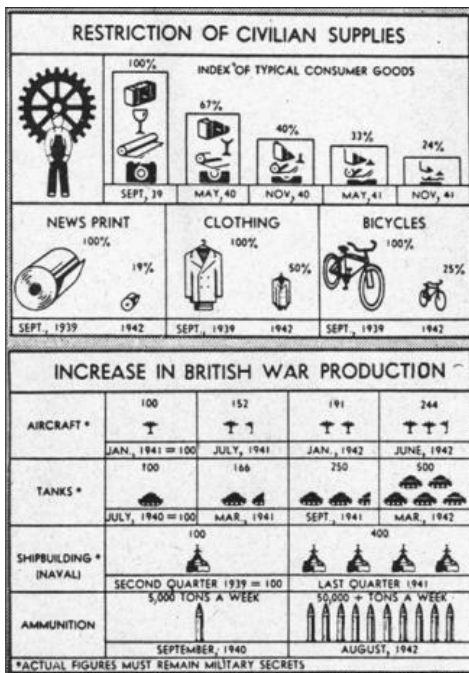 RESTRICTION OF CIVILIAN SUPPLIES
INDEX OF TYPICAL CONSUMER GOODS
100%
67%
40%
33%
24%
SEPT, 39
MAY, 40
NOV, 40
MAY, 41
NOV, 41
NEWS PRINT
100%
19%
SEPT., 1939
1942
CLOTHING
100%
50%
SEPT., 1939
1942
BICYCLES
100%
25%
SEPT., 1939
1942
INCREASE IN BRITISH WAR PRODUCTION
AIRCRAFT *
100
152
191
244
JAN., 1941 = 100
JULY, 1941
JAN., 1942
JUNE, 1942
TANKS *
100
166
250
500
JULY, 1940 = 100
MAR., 1941
SEPT., 1941
MAR., 1942
SHIPBUILDING *
(NAVAL)
100
400
SECOND QUARTER 1939 = 100
LAST QUARTER 1941
AMMUNITION
5,000 TONS A WEEK
50,000 + TONS A WEEK
SEPTEMBER, 1940
AUGUST, 1942
*ACTUAL FIGURES MUST REMAIN MILITARY SECRETS